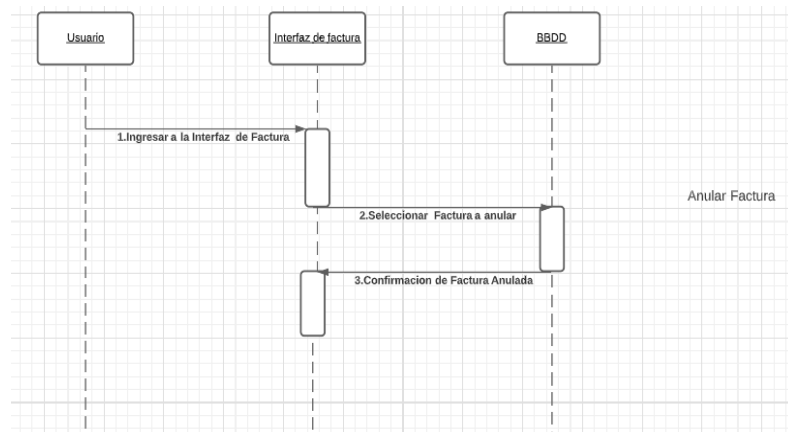 Usuario
Interfaz de factura
BBDD
1.Ingresar a la Interfaz de Factura
Anular Factura
2.Seleccionar Factura a anular
3.Confirmacion de Factura Anulada